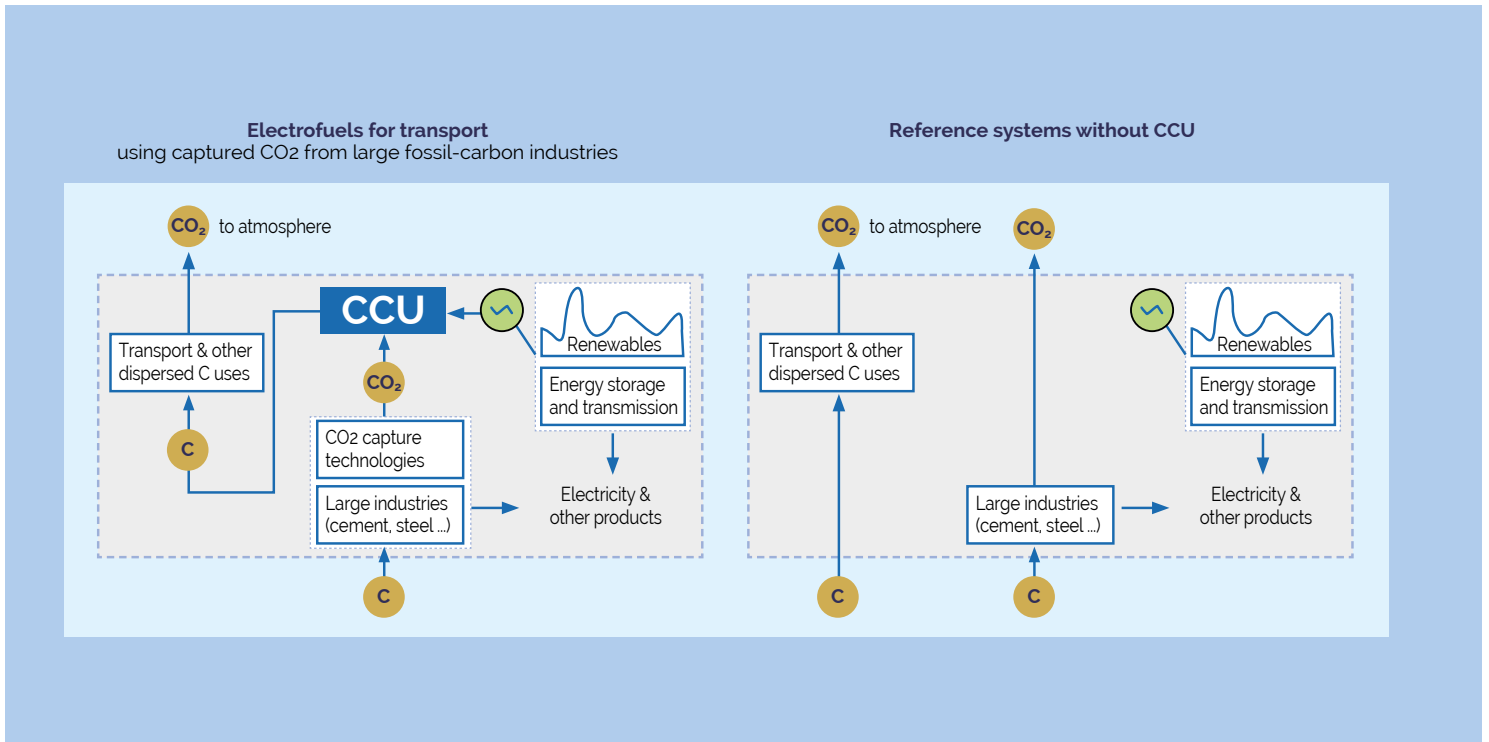 Electrofuels for transport
using captured CO2 from large fossil-carbon industries
CO₂ to atmosphere
CCU
Renewables
Transport & other
dispersed C uses
CO₂
Energy storage
and transmission
C
CO2 capture
technologies
Large industries
(cement, steel ...)
Electricity &
other products
C
Reference systems without CCU
CO₂ to atmosphere
CO₂
Renewables
Transport & other
dispersed C uses
Energy storage
and transmission
Large industries
(cement, steel ...)
Electricity &
other products
C
C